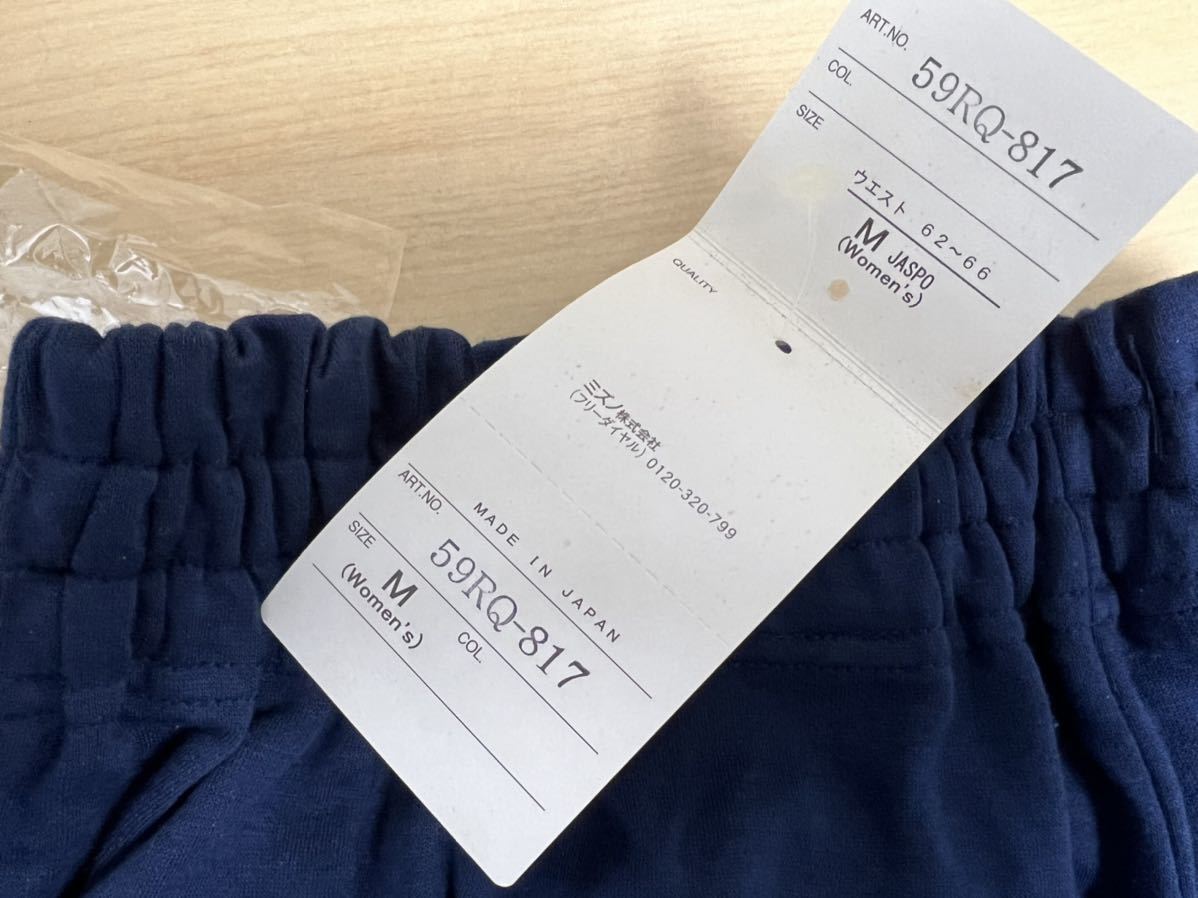 ART.NO.
59RQ-817
COL.
SIZE
ウエスト 62~66
M JASPO
(Women's)
QUALITY
ミズノ株式会社
(フリーダイヤル) 0120-320-799
MADE IN JAPAN
ART.NO.
59RQ-817
SIZE
COL.
M
(Women's)